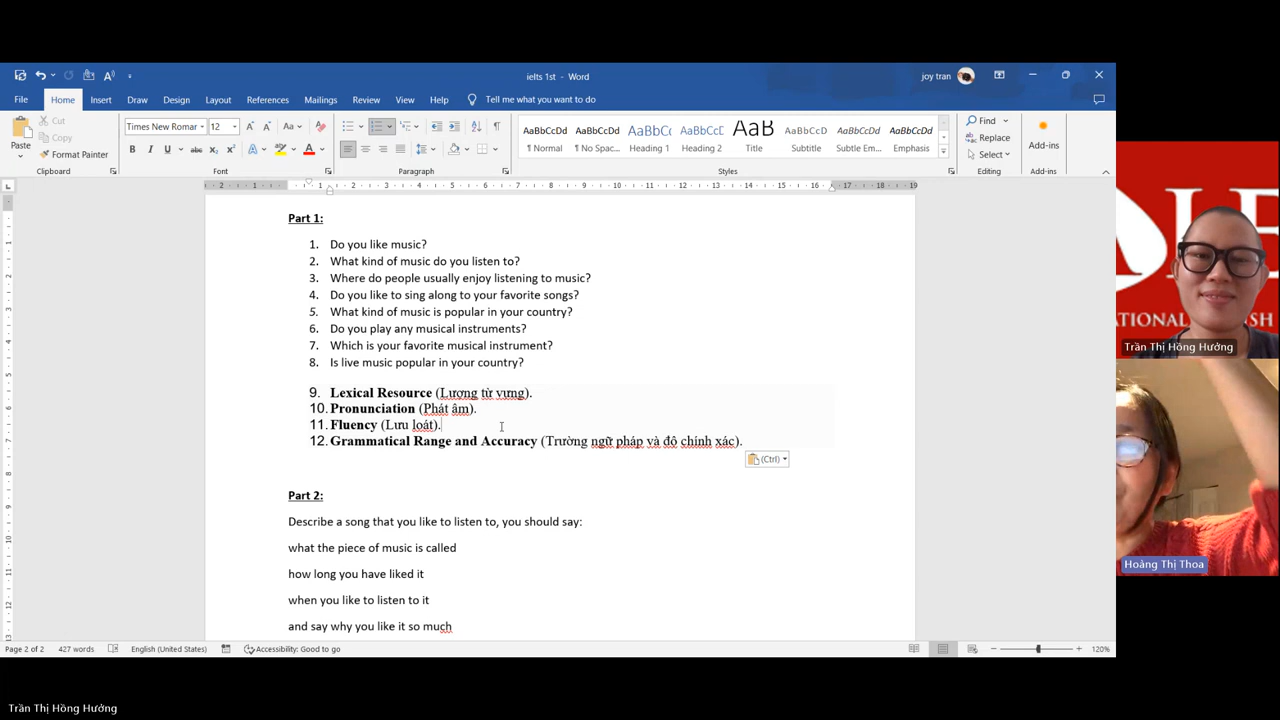 ielts 1st - Word
joy tran
File Home Insert Draw Design Layout References Mailings Review View Help Tell me what you want to do
Paste
Cut
Copy
Format Painter
Clipboard
Times New Romar 12
Font
Paragraph
AaBbCcDd ¶ Normal
AaBbCcDd ¶ No Spac...
AaBbCc Heading 1
AaBbCcD Heading 2
AaB Title
AaBbCcD Subtitle
AaBbCcDd Subtle Em...
AaBbCcDd Emphasis
Styles
Find
Replace
Select
Editing
Add-ins
Add-ins
Part 1:
1. Do you like music?
2. What kind of music do you listen to?
3. Where do people usually enjoy listening to music?
4. Do you like to sing along to your favorite songs?
5. What kind of music is popular in your country?
6. Do you play any musical instruments?
7. Which is your favorite musical instrument?
8. Is live music popular in your country?
9. Lexical Resource (Lượng từ vựng).
10. Pronunciation (Phát âm).
11. Fluency (Lưu loát).
12. Grammatical Range and Accuracy (Trường ngữ pháp và độ chính xác).
(Ctrl)
Part 2:
Describe a song that you like to listen to, you should say:
what the piece of music is called
how long you have liked it
when you like to listen to it
and say why you like it so much
Page 2 of 2 427 words English (United States) Accessibility: Good to go 120%
Trần Thị Hồng Hưởng
Hoàng Thị Thoa
Trần Thị Hồng Hưởng